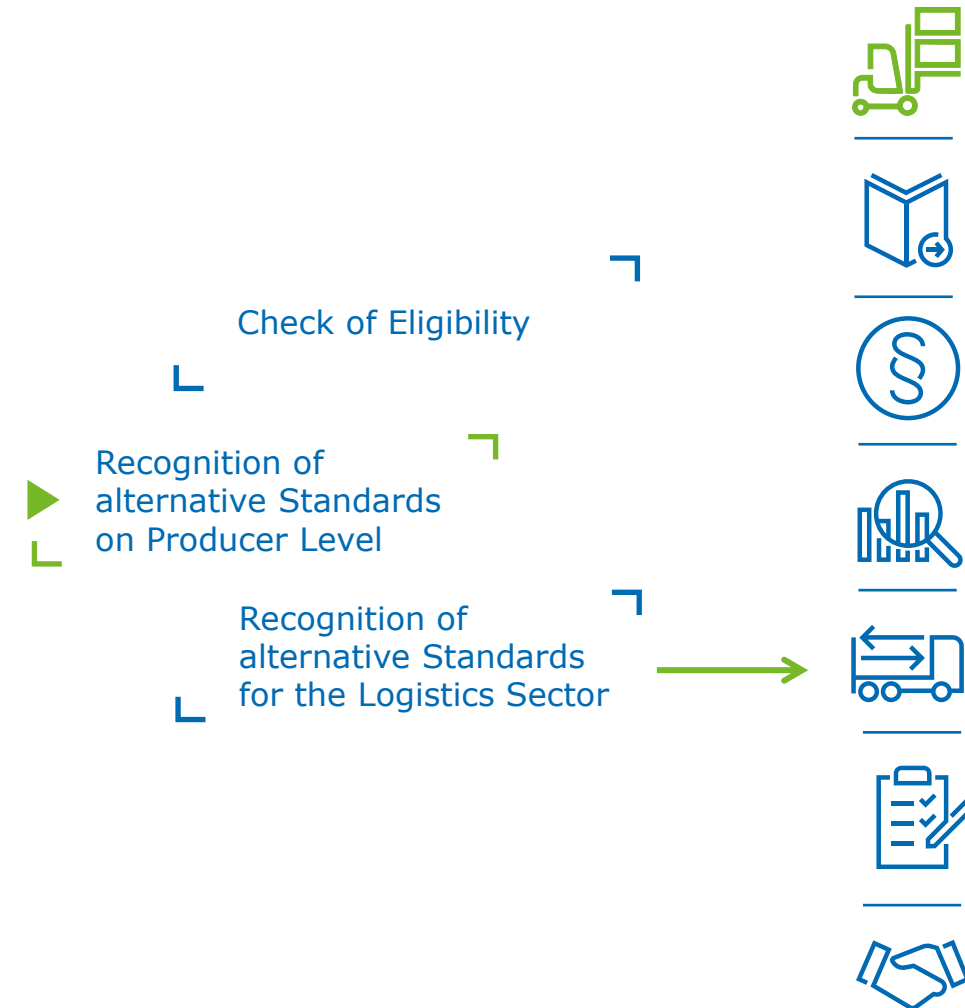 Check of Eligibility
Recognition of
alternative Standards
on Producer Level
Recognition of
alternative Standards
for the Logistics Sector